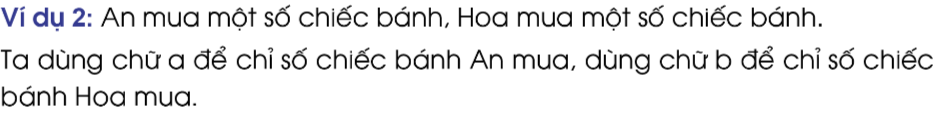 Ví dụ 2: An mua một số chiếc bánh, Hoa mua một số chiếc bánh.
Ta dùng chữ a để chỉ số chiếc bánh An mua, dùng chữ b để chỉ số chiếc
bánh Hoa mua.